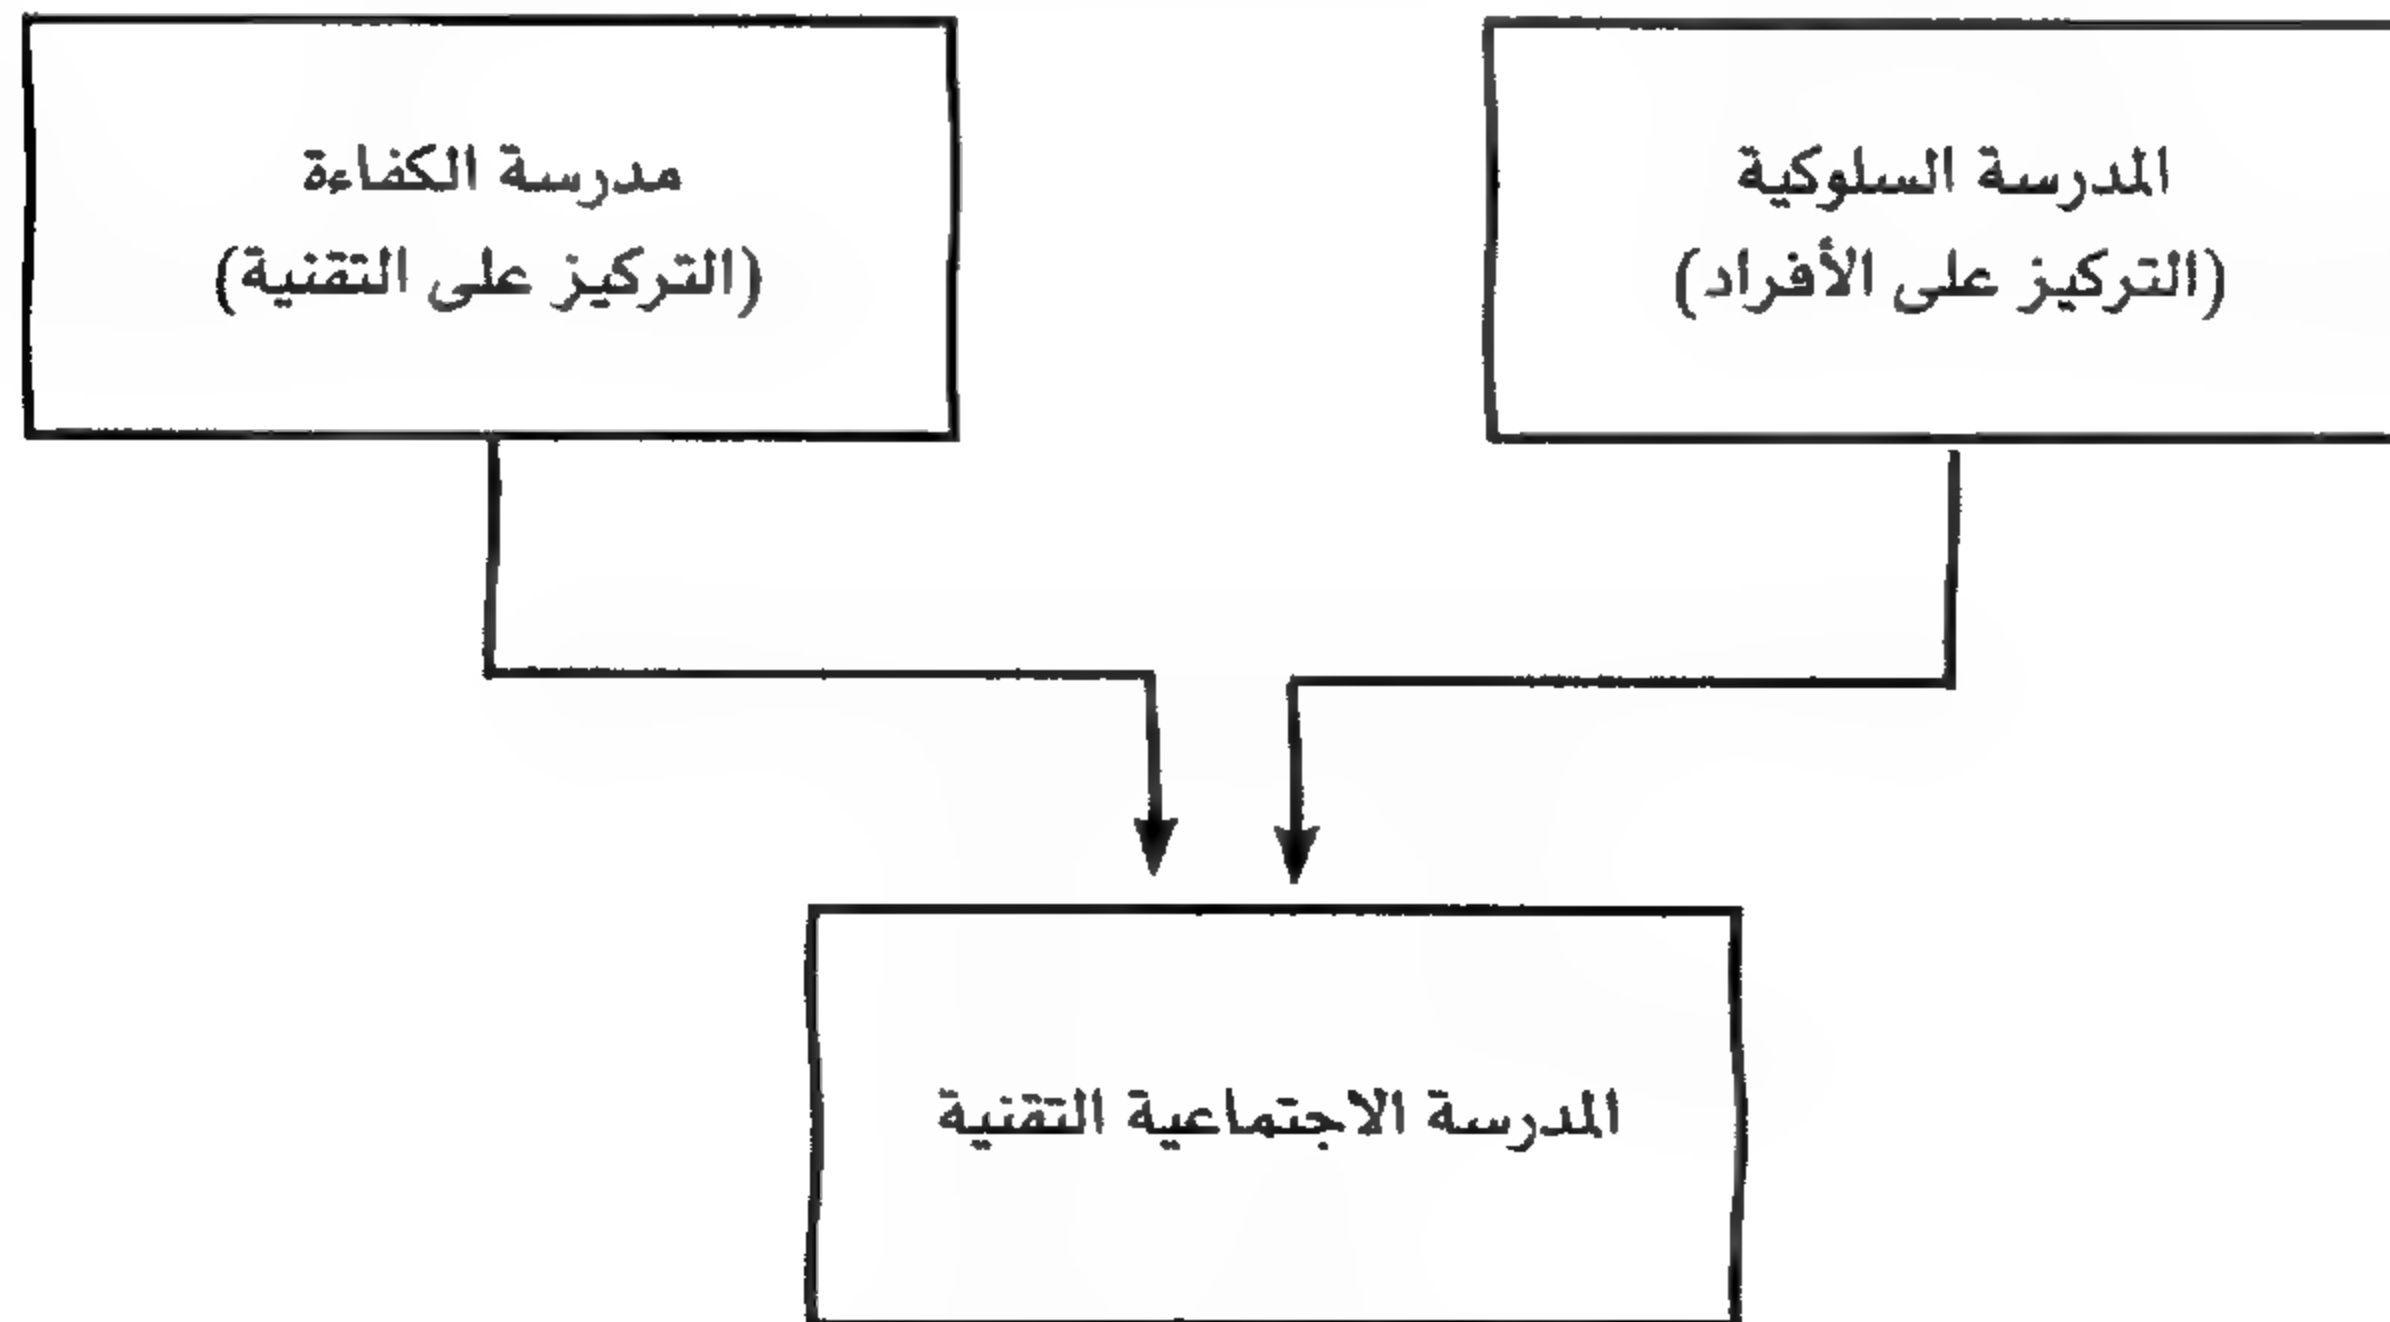 المدرسة السلوكية
(التركيز على الأفراد)
مدرسة الكفاءة
(التركيز على التقنية)
المدرسة الاجتماعية التقنية